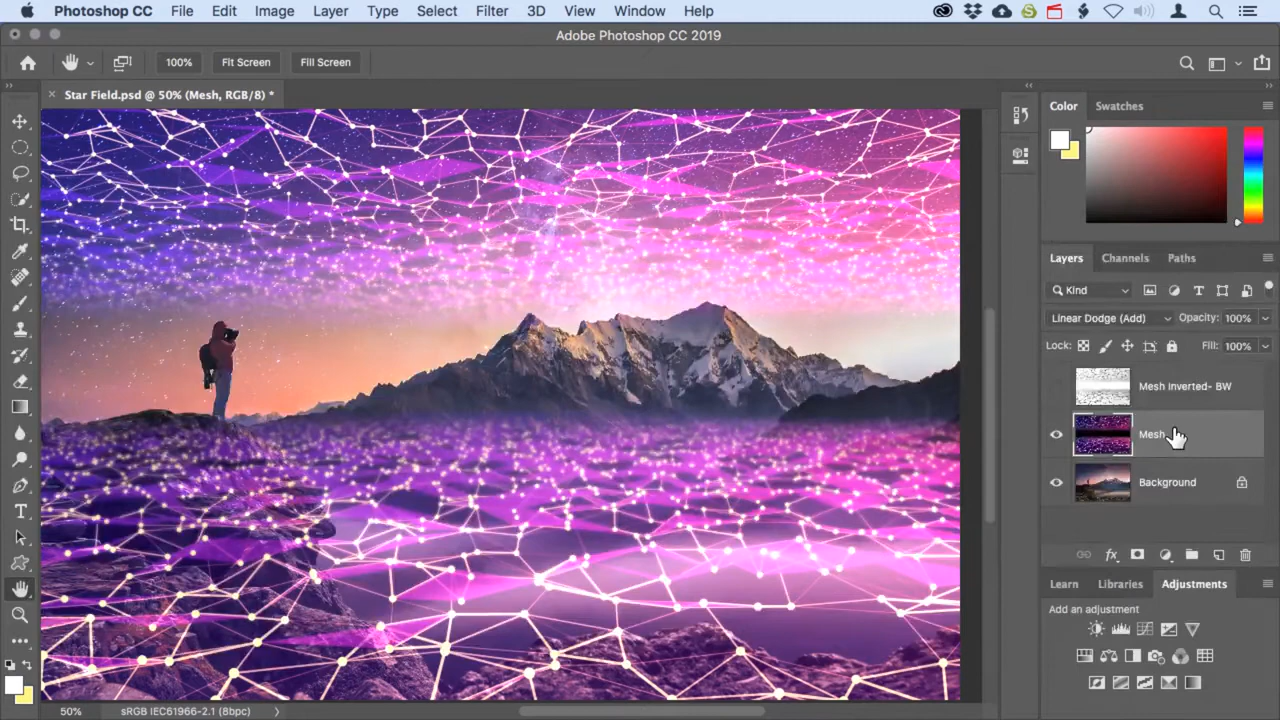 Photoshop CC File Edit Image Layer Type Select Filter 3D View Window Help
Adobe Photoshop CC 2019
100% Fit Screen Fill Screen
× Star Field.psd @ 50% (Mesh, RGB/8) *
Color Swatches
Layers Channels Paths
Kind
Linear Dodge (Add) Opacity: 100%
Lock: Fill: 100%
Mesh Inverted- BW
Mesh
Background
fx
Learn Libraries Adjustments
Add an adjustment
50% sRGB IEC61966-2.1 (8bpc)